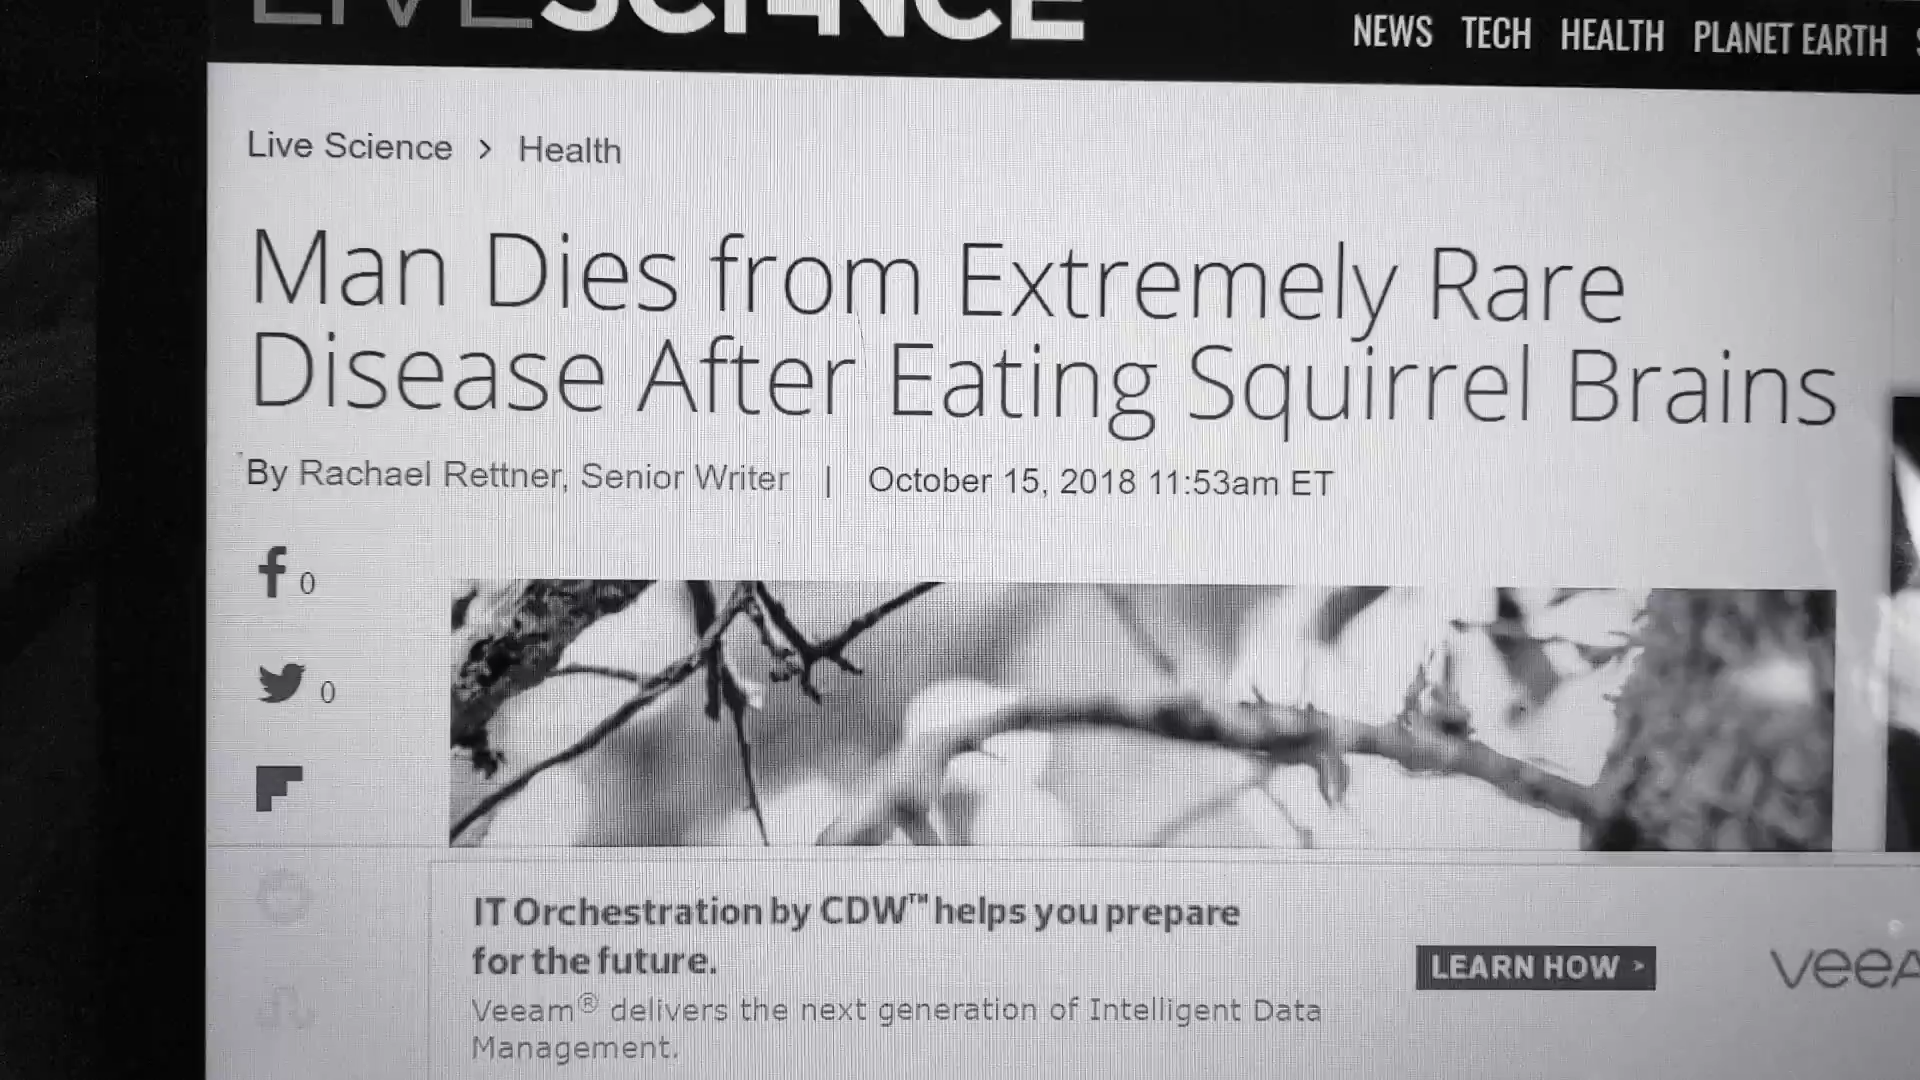 LIVESCIENCE
NEWS TECH HEALTH PLANET EARTH
Live Science > Health
Man Dies from Extremely Rare
Disease After Eating Squirrel Brains
By Rachael Rettner, Senior Writer | October 15, 2018 11:53am ET
0
0
IT Orchestration by CDW™ helps you prepare
for the future.
LEARN HOW >
Veeam® delivers the next generation of Intelligent Data
Management.